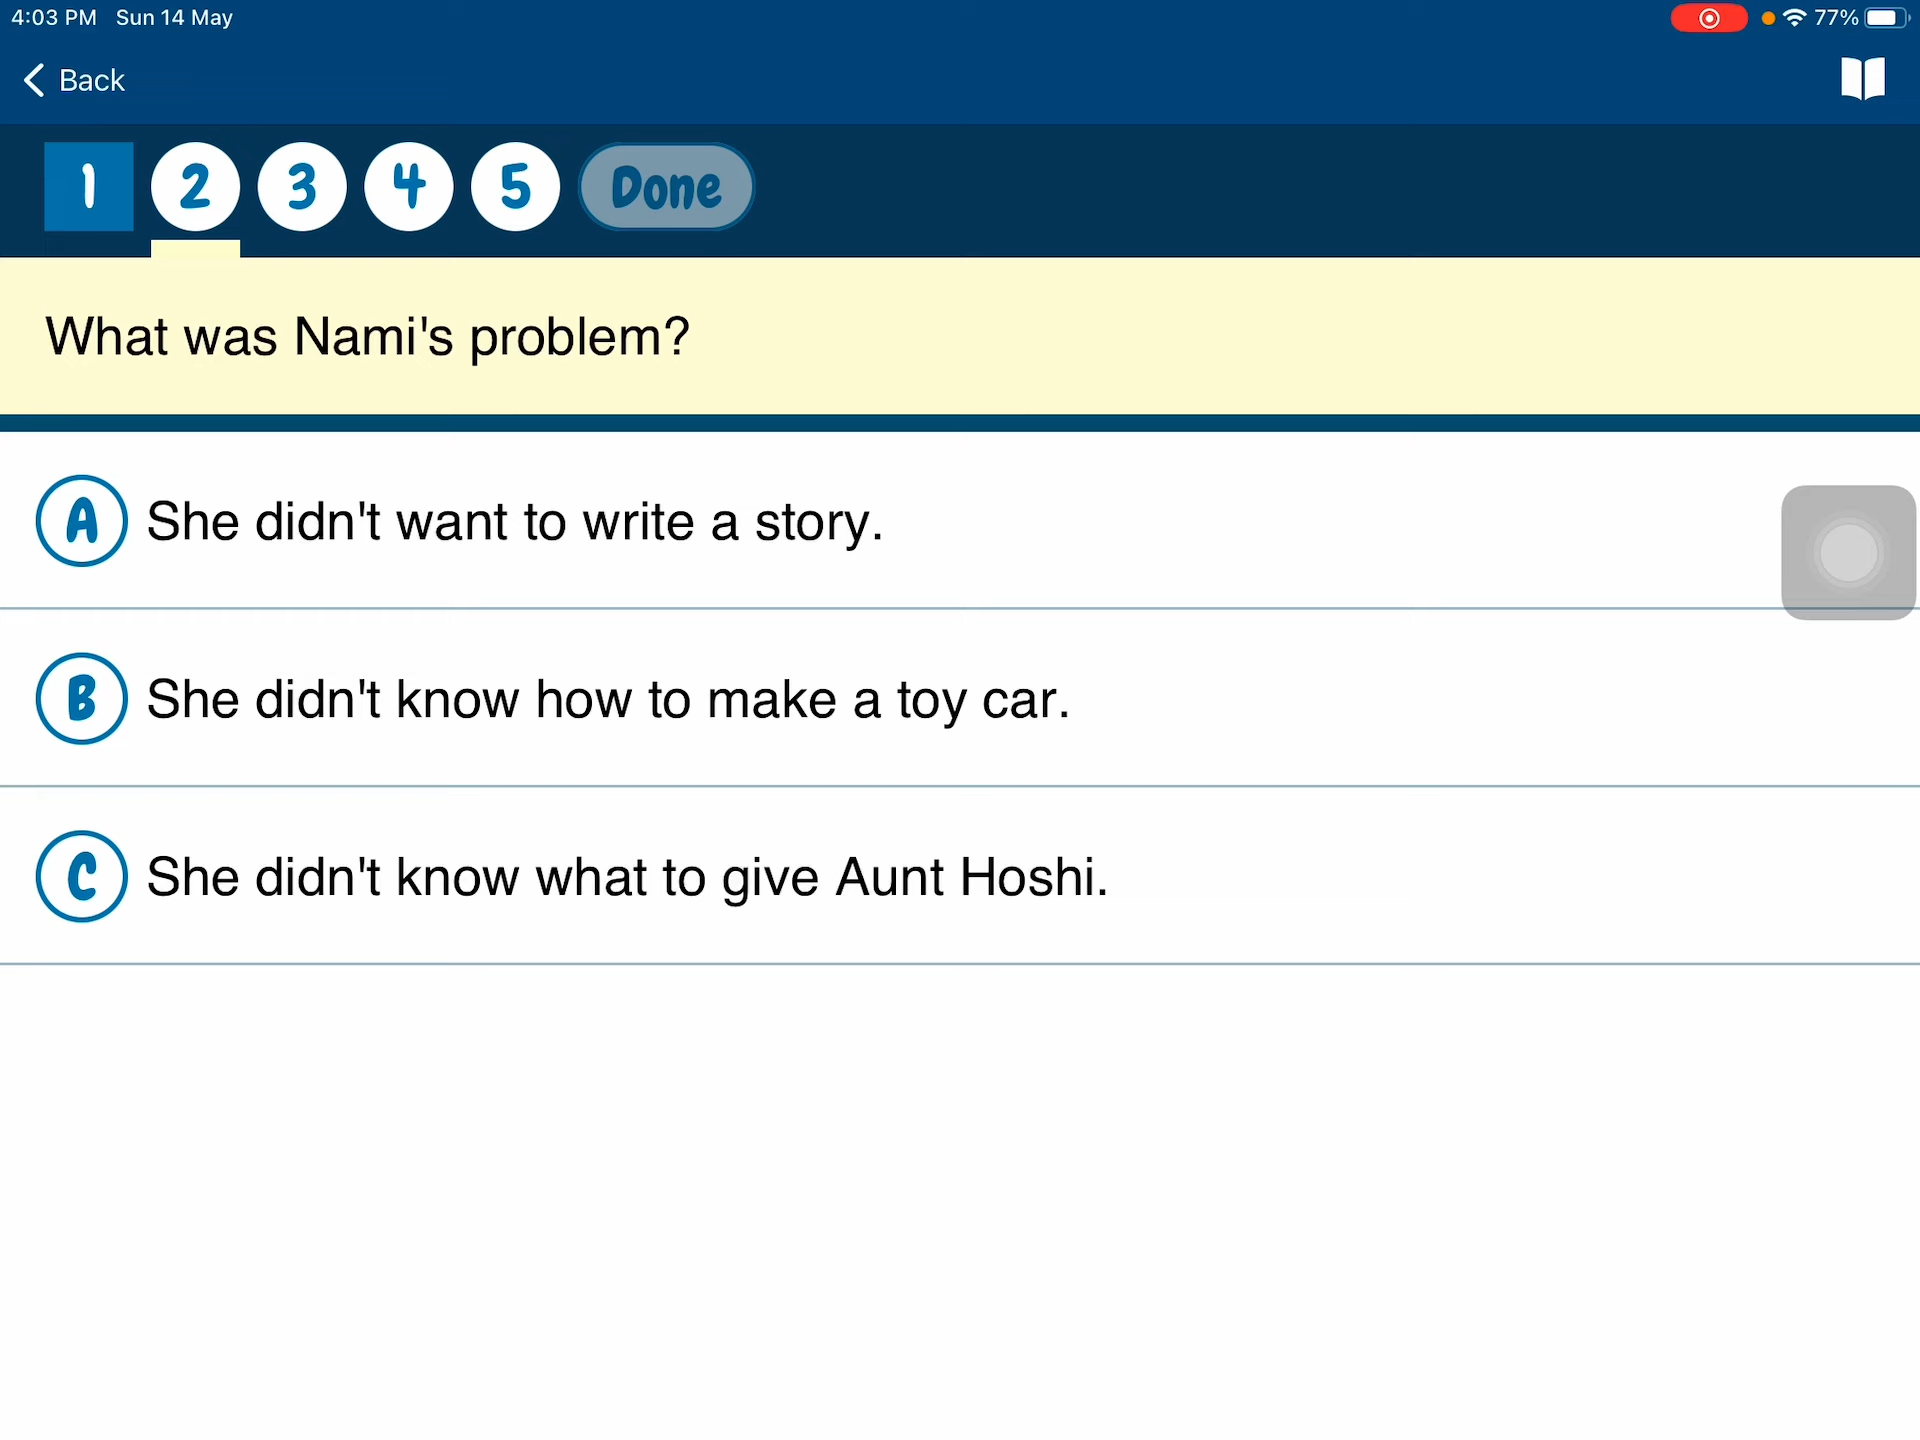 4:03 PM Sun 14 May
77%
Back
1 2 3 4 5 Done
What was Nami's problem?
A She didn't want to write a story.
B She didn't know how to make a toy car.
C She didn't know what to give Aunt Hoshi.